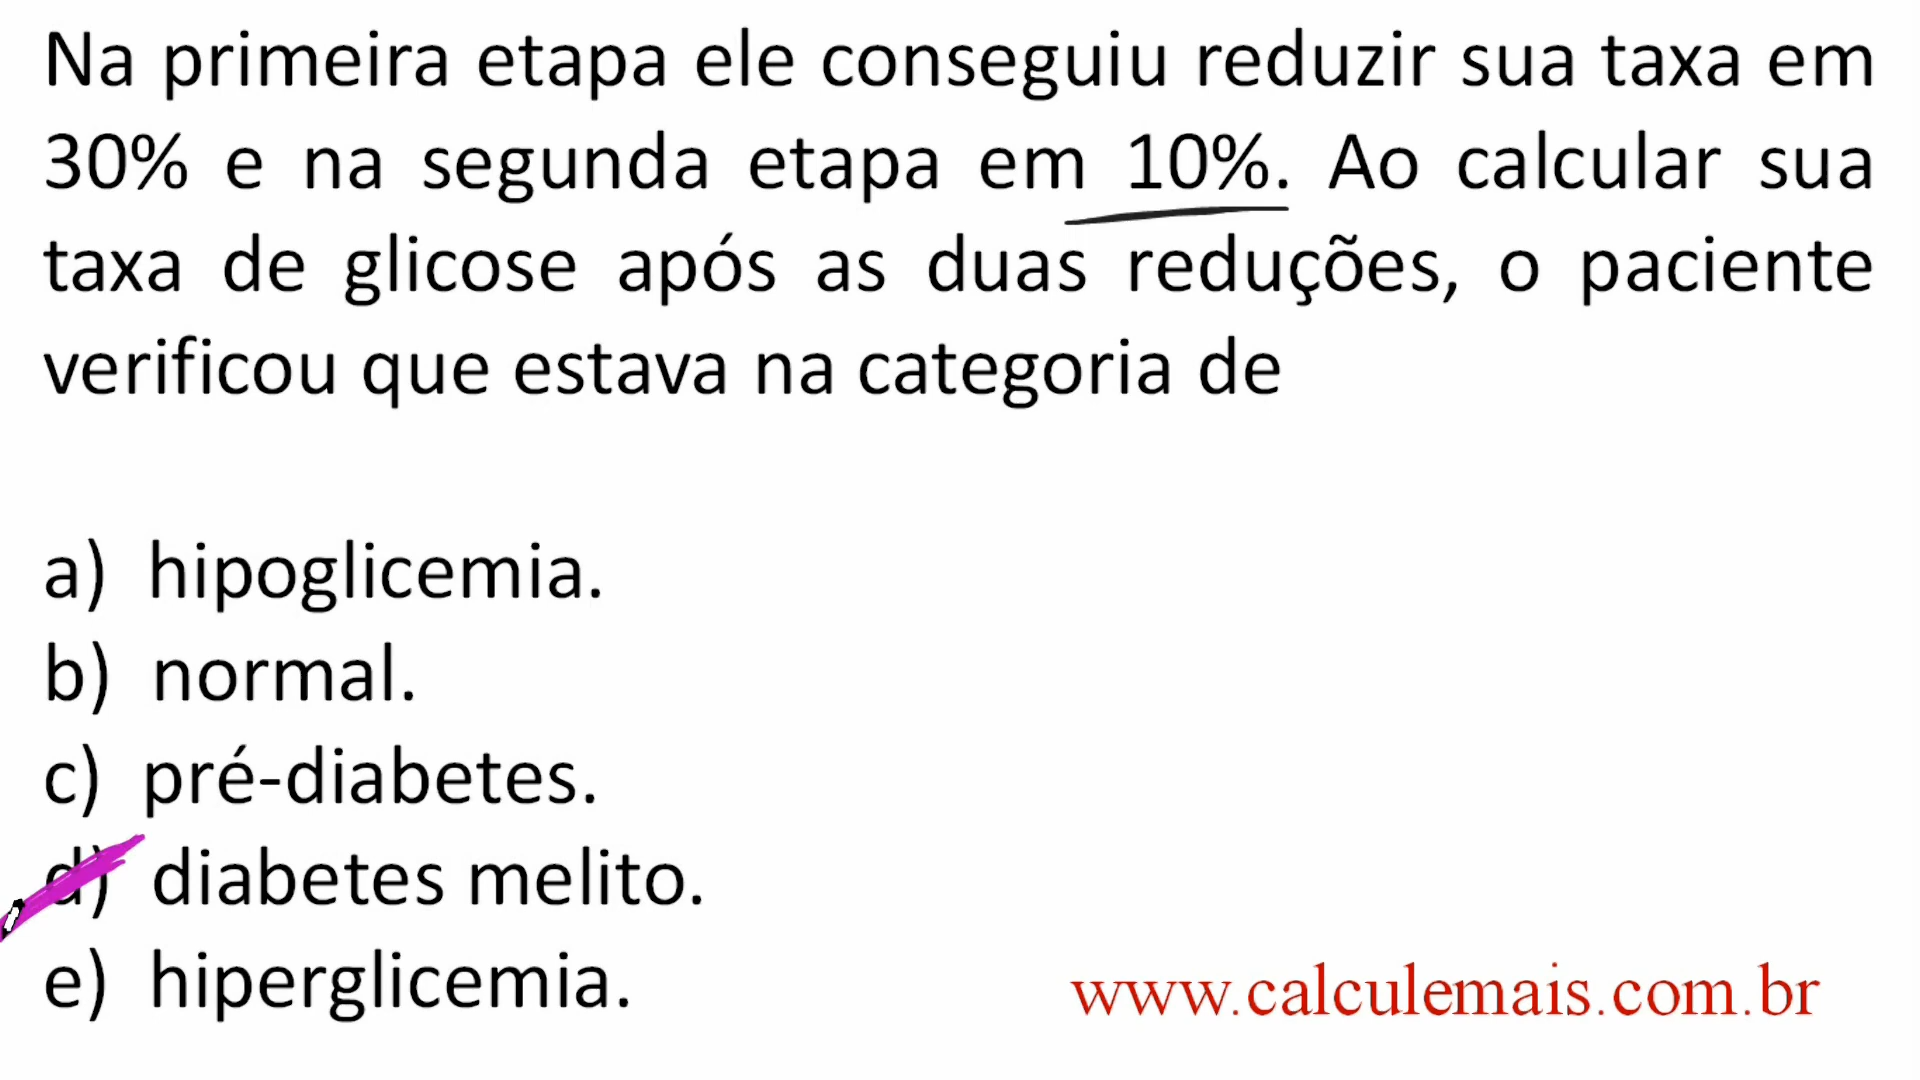 Na primeira etapa ele conseguiu reduzir sua taxa em
30% e na segunda etapa em 10%. Ao calcular sua
taxa de glicose após as duas reduções, o paciente
verificou que estava na categoria de
a) hipoglicemia.
b) normal.
c) pré-diabetes.
d) diabetes melito.
e) hiperglicemia.
www.calculemais.com.br